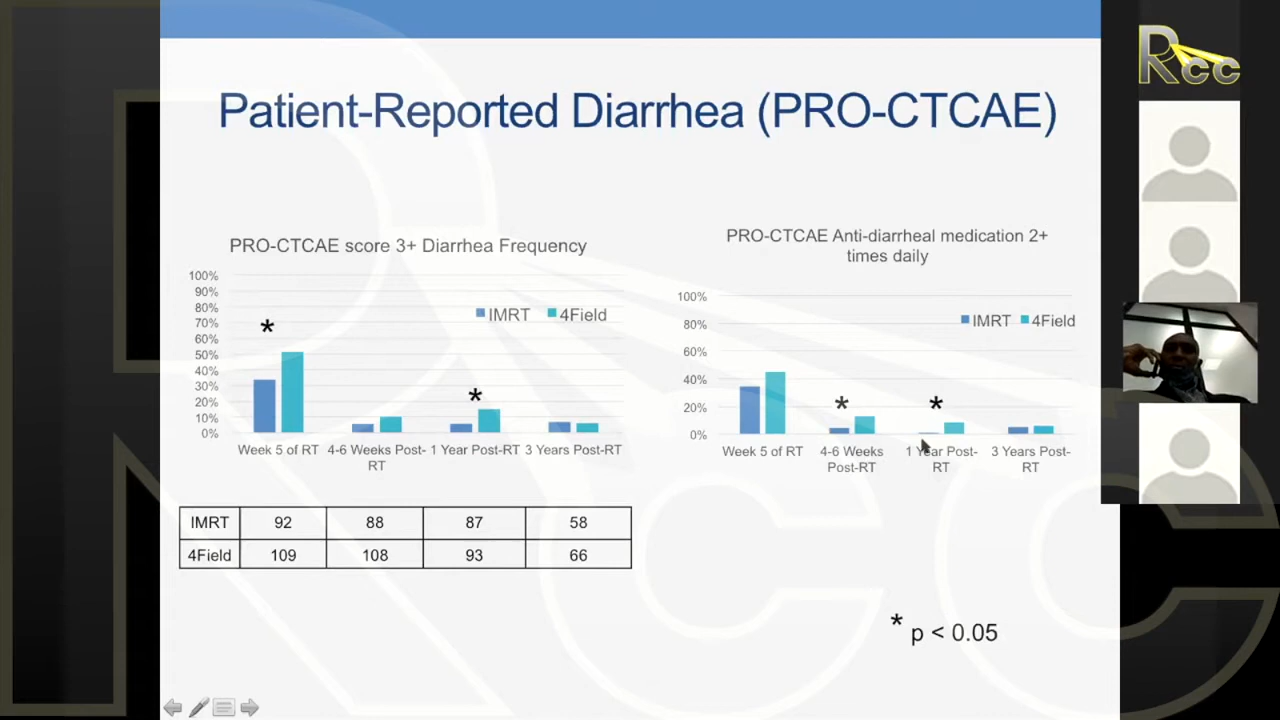 Rcc
Patient-Reported Diarrhea (PRO-CTCAE)
PRO-CTCAE score 3+ Diarrhea Frequency
100%
90%
80%
70%
60%
50%
40%
30%
20%
10%
0%
IMRT 4Field
*
*
Week 5 of RT 4-6 Weeks Post- 1 Year Post-RT 3 Years Post-RT
RT
PRO-CTCAE Anti-diarrheal medication 2+
times daily
100%
80%
60%
40%
20%
0%
IMRT 4Field
* *
Week 5 of RT 4-6 Weeks 1 Year Post- 3 Years Post-
Post-RT RT RT
IMRT 92 88 87 58
4Field 109 108 93 66
* p < 0.05